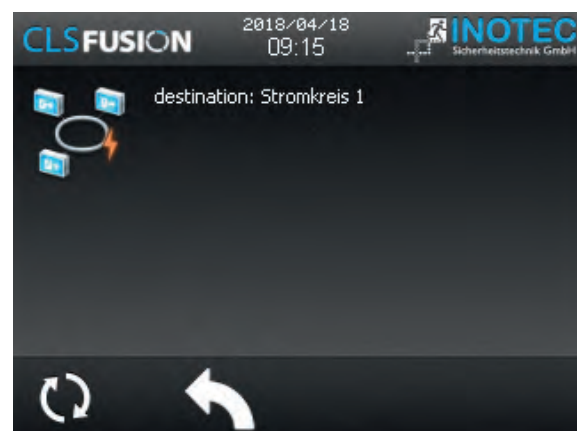 CLSFUSION
2018/04/18
09:15
INOTEC
Sicherheitstechnik GmbH
destination: Stromkreis 1